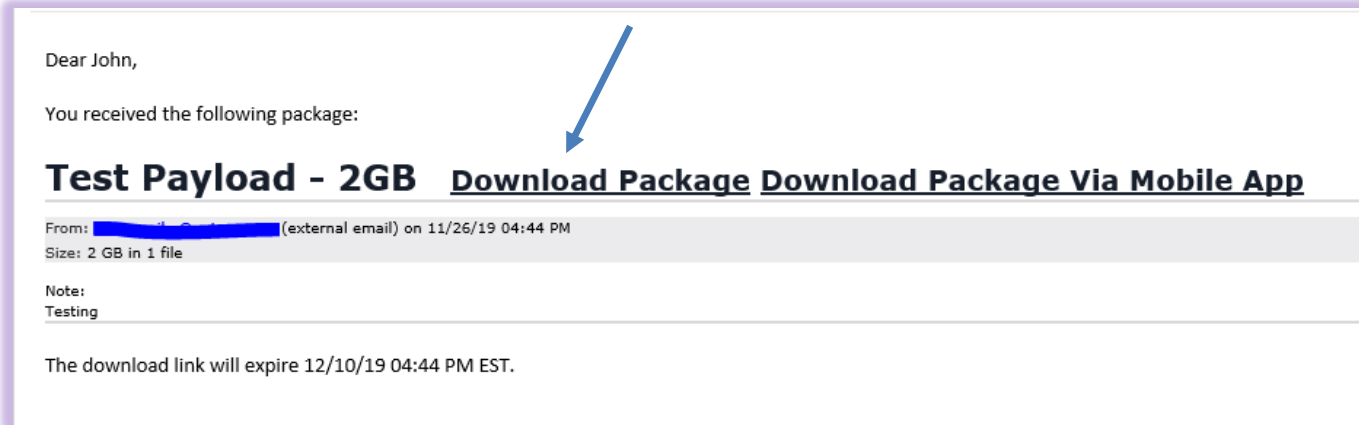 Dear John,
You received the following package:
Test Payload - 2GB Download Package Download Package Via Mobile App
From: (external email) on 11/26/19 04:44 PM
Size: 2 GB in 1 file
Note:
Testing
The download link will expire 12/10/19 04:44 PM EST.